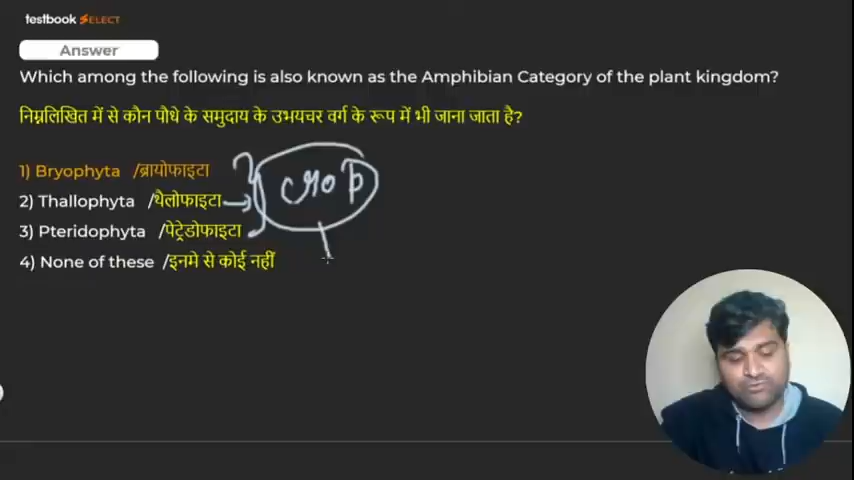 testbook SELECT
Answer
Which among the following is also known as the Amphibian Category of the plant kingdom?
निम्नलिखित में से कौन पौधे के समुदाय के उभयचर वर्ग के रूप में भी जाना जाता है?
1) Bryophyta /ब्रायोफाइटा
2) Thallophyta /थैलोफाइटा
3) Pteridophyta /पेट्रेडोफाइटा
4) None of these /इनमे से कोई नहीं